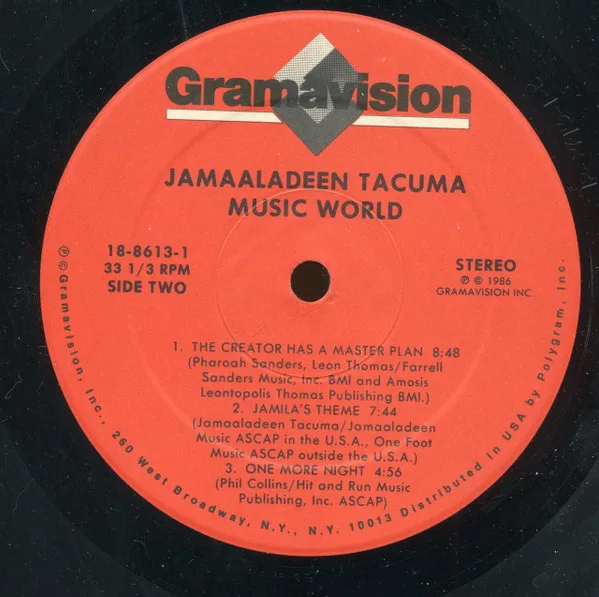 Gramavision
JAMAALADEEN TACUMA
MUSIC WORLD
18-8613-1
33 1/3 RPM
SIDE TWO
STEREO
℗ © 1986
GRAMAVISION INC.
1. THE CREATOR HAS A MASTER PLAN 8:48
(Pharoah Sanders, Leon Thomas/Farrell
Sanders Music, Inc. BMI and Amosis
Leontopolis Thomas Publishing BMI.)
2. JAMILA'S THEME 7:44
(Jamaaladeen Tacuma/Jamaaladeen
Music ASCAP in the U.S.A., One Foot
Music ASCAP outside the U.S.A.)
3. ONE MORE NIGHT 4:56
(Phil Collins/Hit and Run Music
Publishing, Inc. ASCAP)
℗ © Gramavision, Inc., 260 West Broadway, N.Y., N.Y. 10013 Distributed in USA by Polygram, Inc.